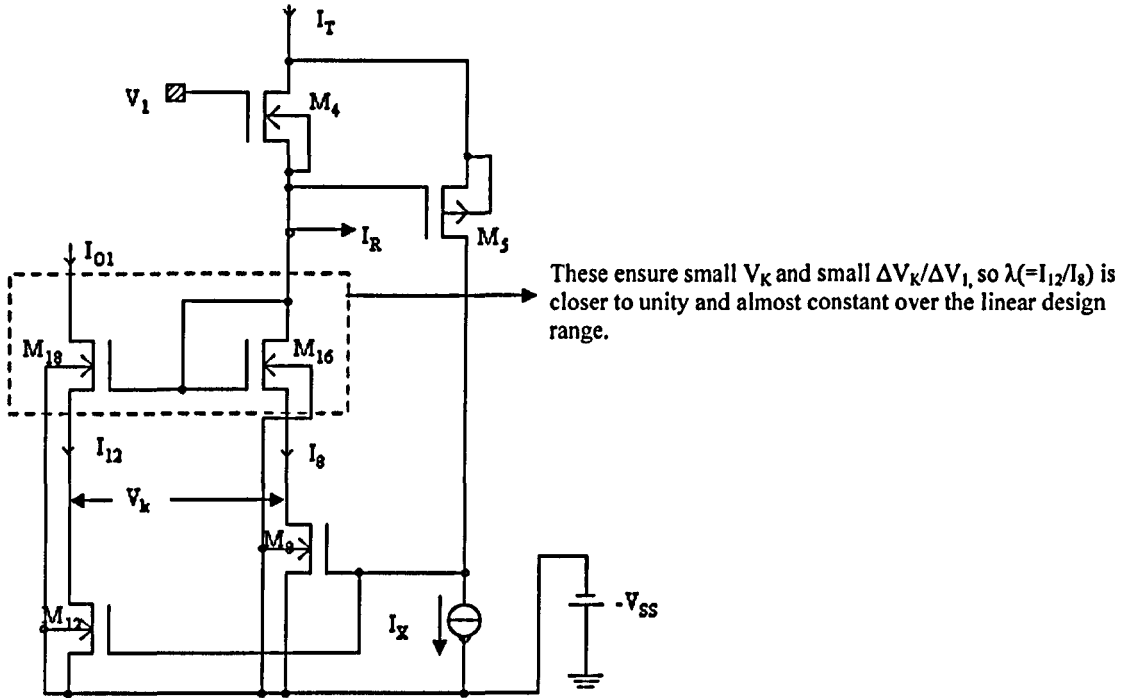 I_T
V_1
M_4
I_R
M_5
I_01
These ensure small V_K and small ΔV_K/ΔV_1, so λ(=I_12/I_8) is
closer to unity and almost constant over the linear design
range.
M_18
M_16
I_12
I_8
V_k
M_8
M_12
I_X
-V_SS